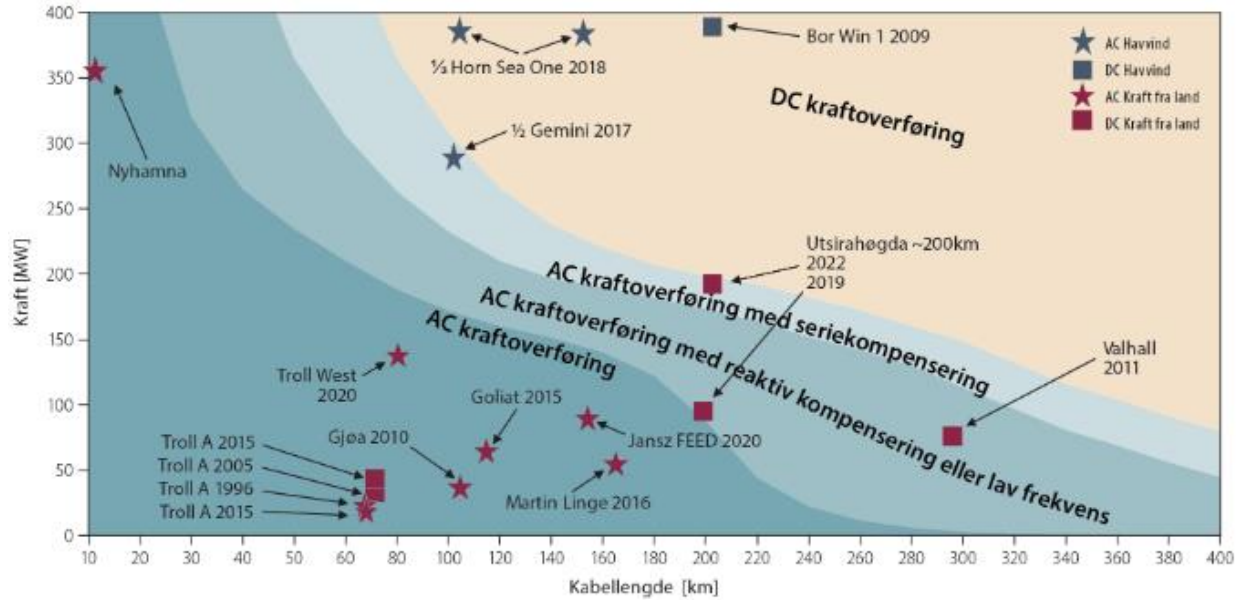 400
350
300
250
200
150
100
50
0
Kraft [MW]
10
20
40
60
80
100
120
140
160
180
200
220
240
260
280
300
320
340
360
380
400
Kabellengde [km]
AC Havvind
DC Havvind
AC Kraft fra land
DC Kraft fra land
Bor Win 1 2009
⅓ Horn Sea One 2018
DC kraftoverføring
½ Gemini 2017
Nyhamna
Utsirahøgda ~200km
2022
2019
AC kraftoverføring med seriekompensering
AC kraftoverføring med reaktiv kompensering eller lav frekvens
AC kraftoverføring
Valhall
2011
Troll West
2020
Goliat 2015
Gjøa 2010
Jansz FEED 2020
Martin Linge 2016
Troll A 2015
Troll A 2005
Troll A 1996
Troll A 2015